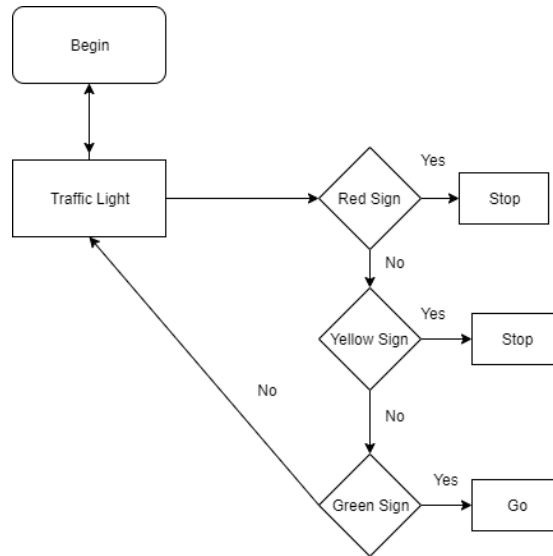 Begin
Traffic Light
Red Sign
Yes
Stop
No
Yellow Sign
Yes
Stop
No
No
Green Sign
Yes
Go